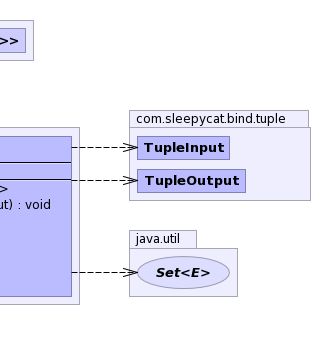 >>
com.sleepycat.bind.tuple
TupleInput
TupleOutput
>
ut) : void
java.util
Set<E>